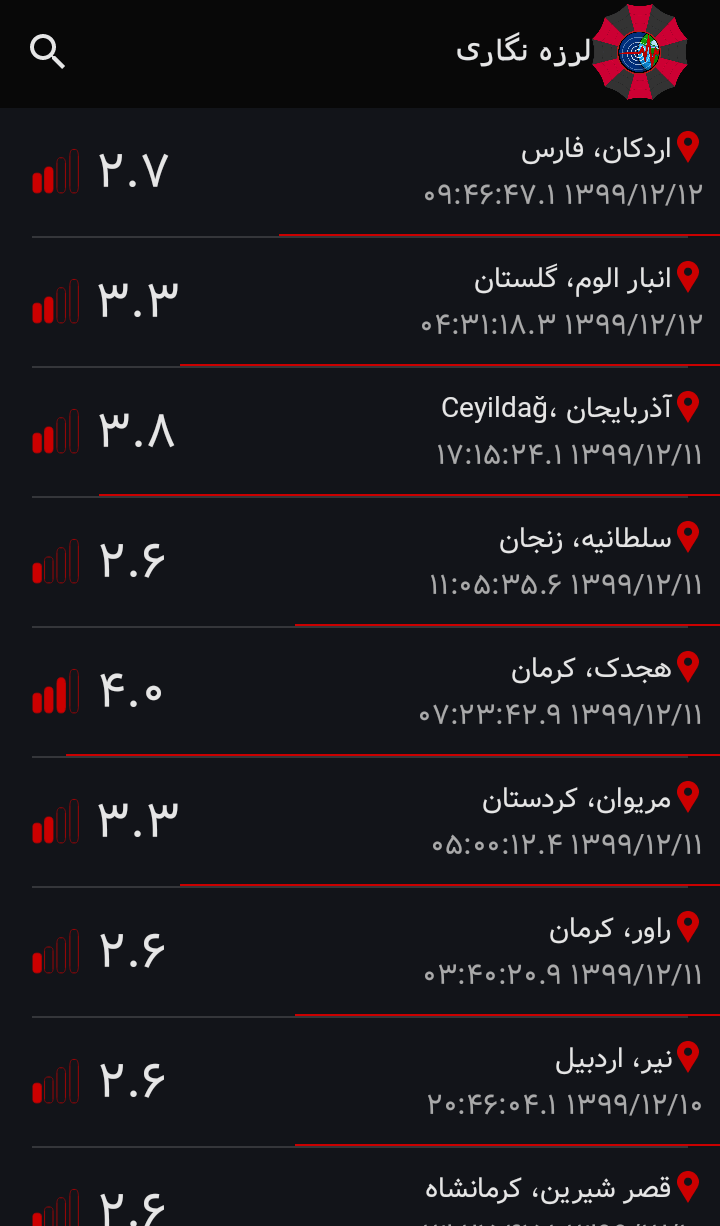 لرزه نگاری
اردکان، فارس
۲.۷
۱۳۹۹/۱۲/۱۲ ۰۹:۴۶:۴۷.۱
انبار الوم، گلستان
۳.۳
۱۳۹۹/۱۲/۱۲ ۰۴:۳۱:۱۸.۳
آذربایجان ،Ceyildağ
۳.۸
۱۳۹۹/۱۲/۱۱ ۱۷:۱۵:۲۴.۱
سلطانیه، زنجان
۲.۶
۱۳۹۹/۱۲/۱۱ ۱۱:۰۵:۳۵.۶
هجدک، کرمان
۴.۰
۱۳۹۹/۱۲/۱۱ ۰۷:۲۳:۴۲.۹
مریوان، کردستان
۳.۳
۱۳۹۹/۱۲/۱۱ ۰۵:۰۰:۱۲.۴
راور، کرمان
۲.۶
۱۳۹۹/۱۲/۱۱ ۰۳:۴۰:۲۰.۹
نیر، اردبیل
۲.۶
۱۳۹۹/۱۲/۱۰ ۲۰:۴۶:۰۴.۱
قصر شیرین، کرمانشاه
۲.۶